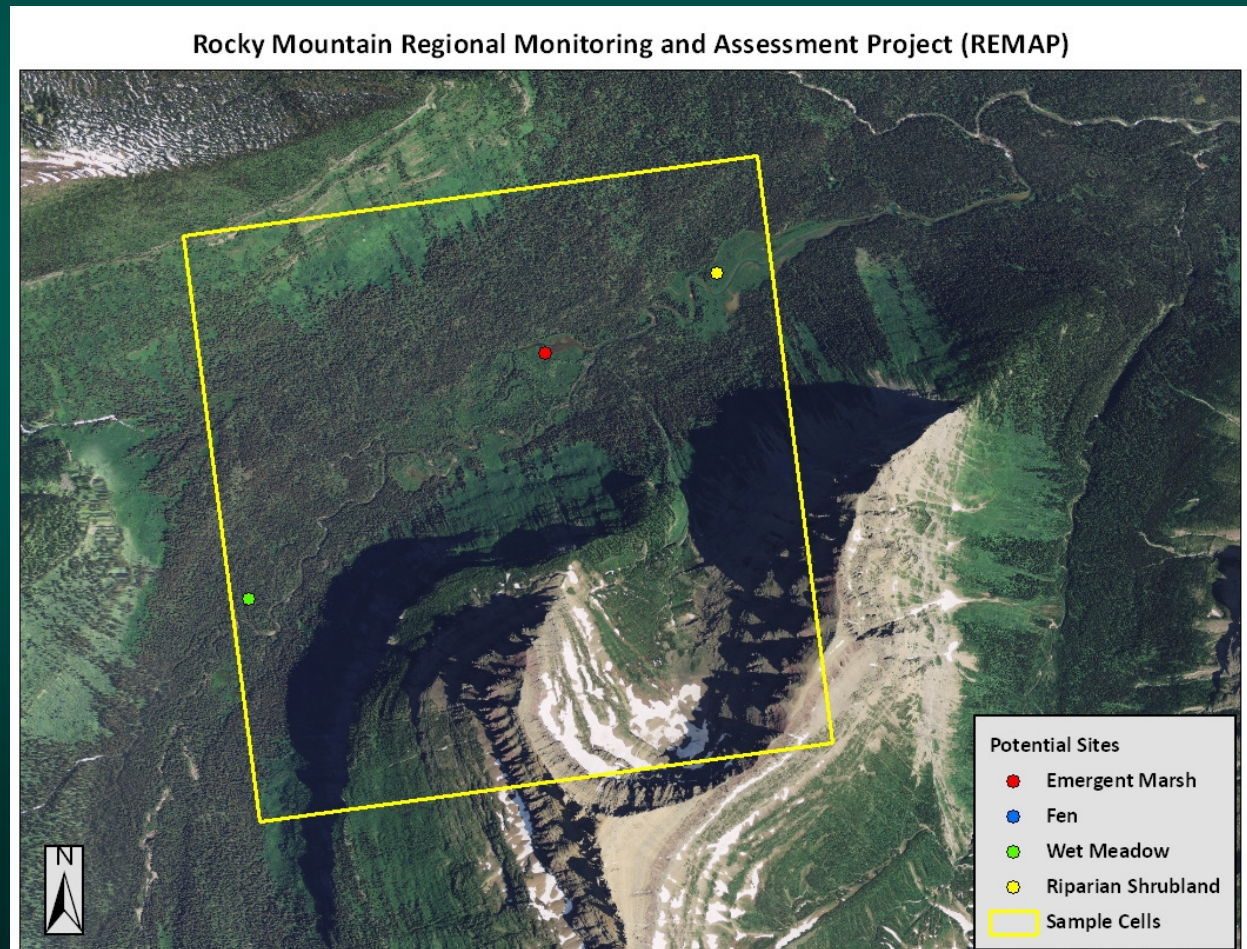 Rocky Mountain Regional Monitoring and Assessment Project (REMAP)
N
Potential Sites
Emergent Marsh
Fen
Wet Meadow
Riparian Shrubland
Sample Cells